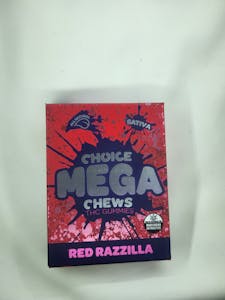 SATIVA
CHOICE
MEGA
CHEWS
THC GUMMIES
RED RAZZILLA